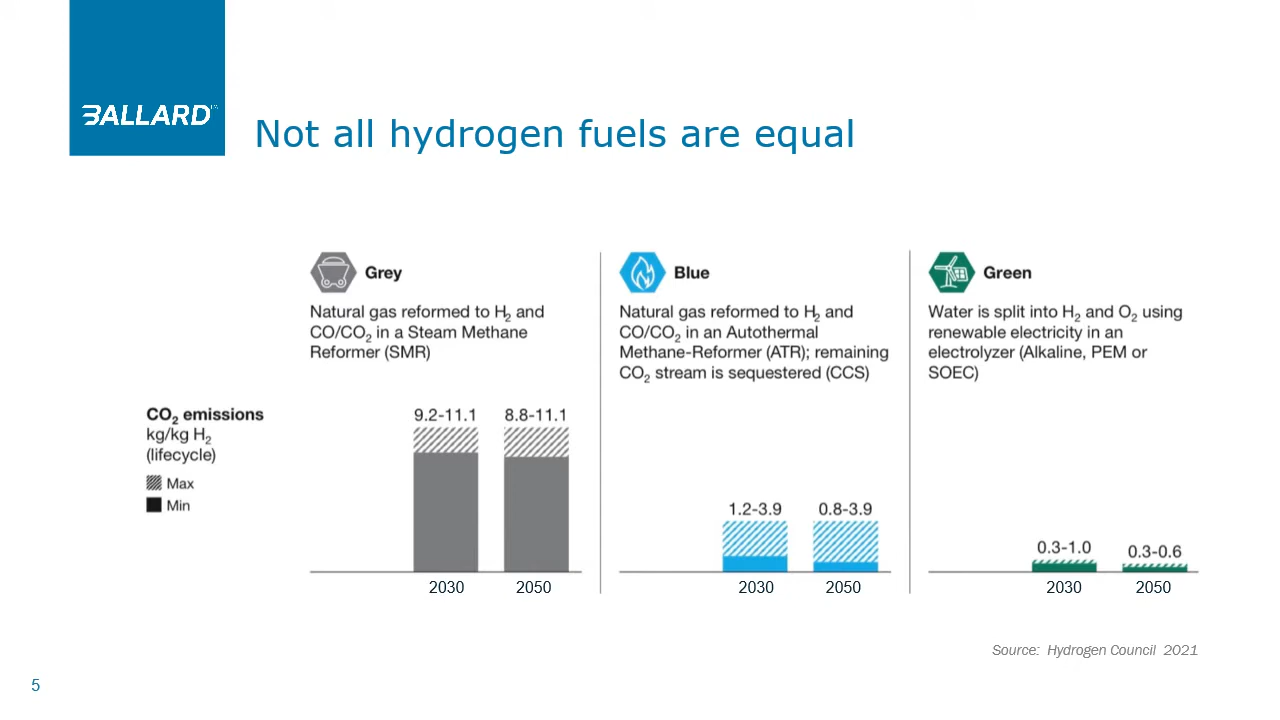 BALLARD™
Not all hydrogen fuels are equal
Grey
Natural gas reformed to H₂ and
CO/CO₂ in a Steam Methane
Reformer (SMR)
Blue
Natural gas reformed to H₂ and
CO/CO₂ in an Autothermal
Methane-Reformer (ATR); remaining
CO₂ stream is sequestered (CCS)
Green
Water is split into H₂ and O₂ using
renewable electricity in an
electrolyzer (Alkaline, PEM or
SOEC)
CO₂ emissions
kg/kg H₂
(lifecycle)
Max
Min
9.2-11.1 8.8-11.1
2030 2050
1.2-3.9 0.8-3.9
2030 2050
0.3-1.0 0.3-0.6
2030 2050
Source: Hydrogen Council 2021
5